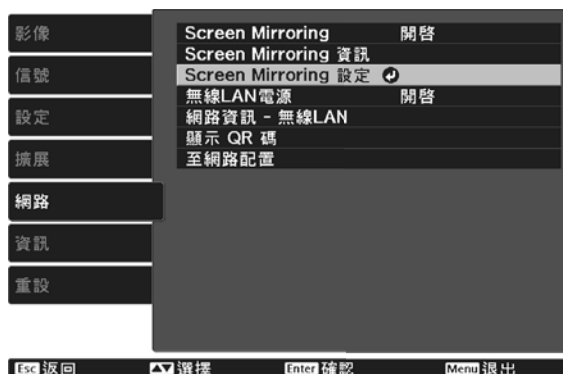 影像
信號
設定
擴展
網路
資訊
重設
Screen Mirroring 開啓
Screen Mirroring 資訊
Screen Mirroring 設定
無線LAN電源 開啓
網路資訊 - 無線LAN
顯示 QR 碼
至網路配置
Esc 返回 選擇 Enter 確認 Menu 退出